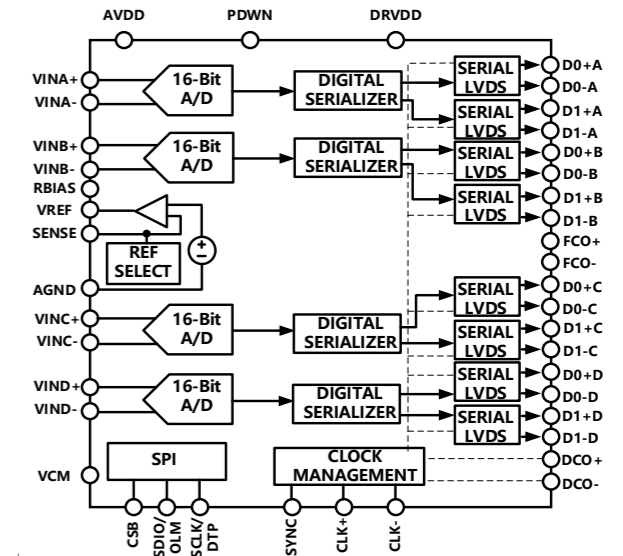 AVDD
PDWN
DRVDD
VINA+
VINA-
VINB+
VINB-
RBIAS
VREF
SENSE
AGND
VINC+
VINC-
VIND+
VIND-
VCM
16-Bit
A/D
16-Bit
A/D
REF
SELECT
16-Bit
A/D
16-Bit
A/D
SPI
DIGITAL
SERIALIZER
DIGITAL
SERIALIZER
DIGITAL
SERIALIZER
DIGITAL
SERIALIZER
CLOCK
MANAGEMENT
SERIAL
LVDS
SERIAL
LVDS
SERIAL
LVDS
SERIAL
LVDS
SERIAL
LVDS
SERIAL
LVDS
SERIAL
LVDS
SERIAL
LVDS
D0+A
D0-A
D1+A
D1-A
D0+B
D0-B
D1+B
D1-B
FCO+
FCO-
D0+C
D0-C
D1+C
D1-C
D0+D
D0-D
D1+D
D1-D
DCO+
DCO-
CSB
SDIO/
OLM
SCLK/
DTP
SYNC
CLK+
CLK-